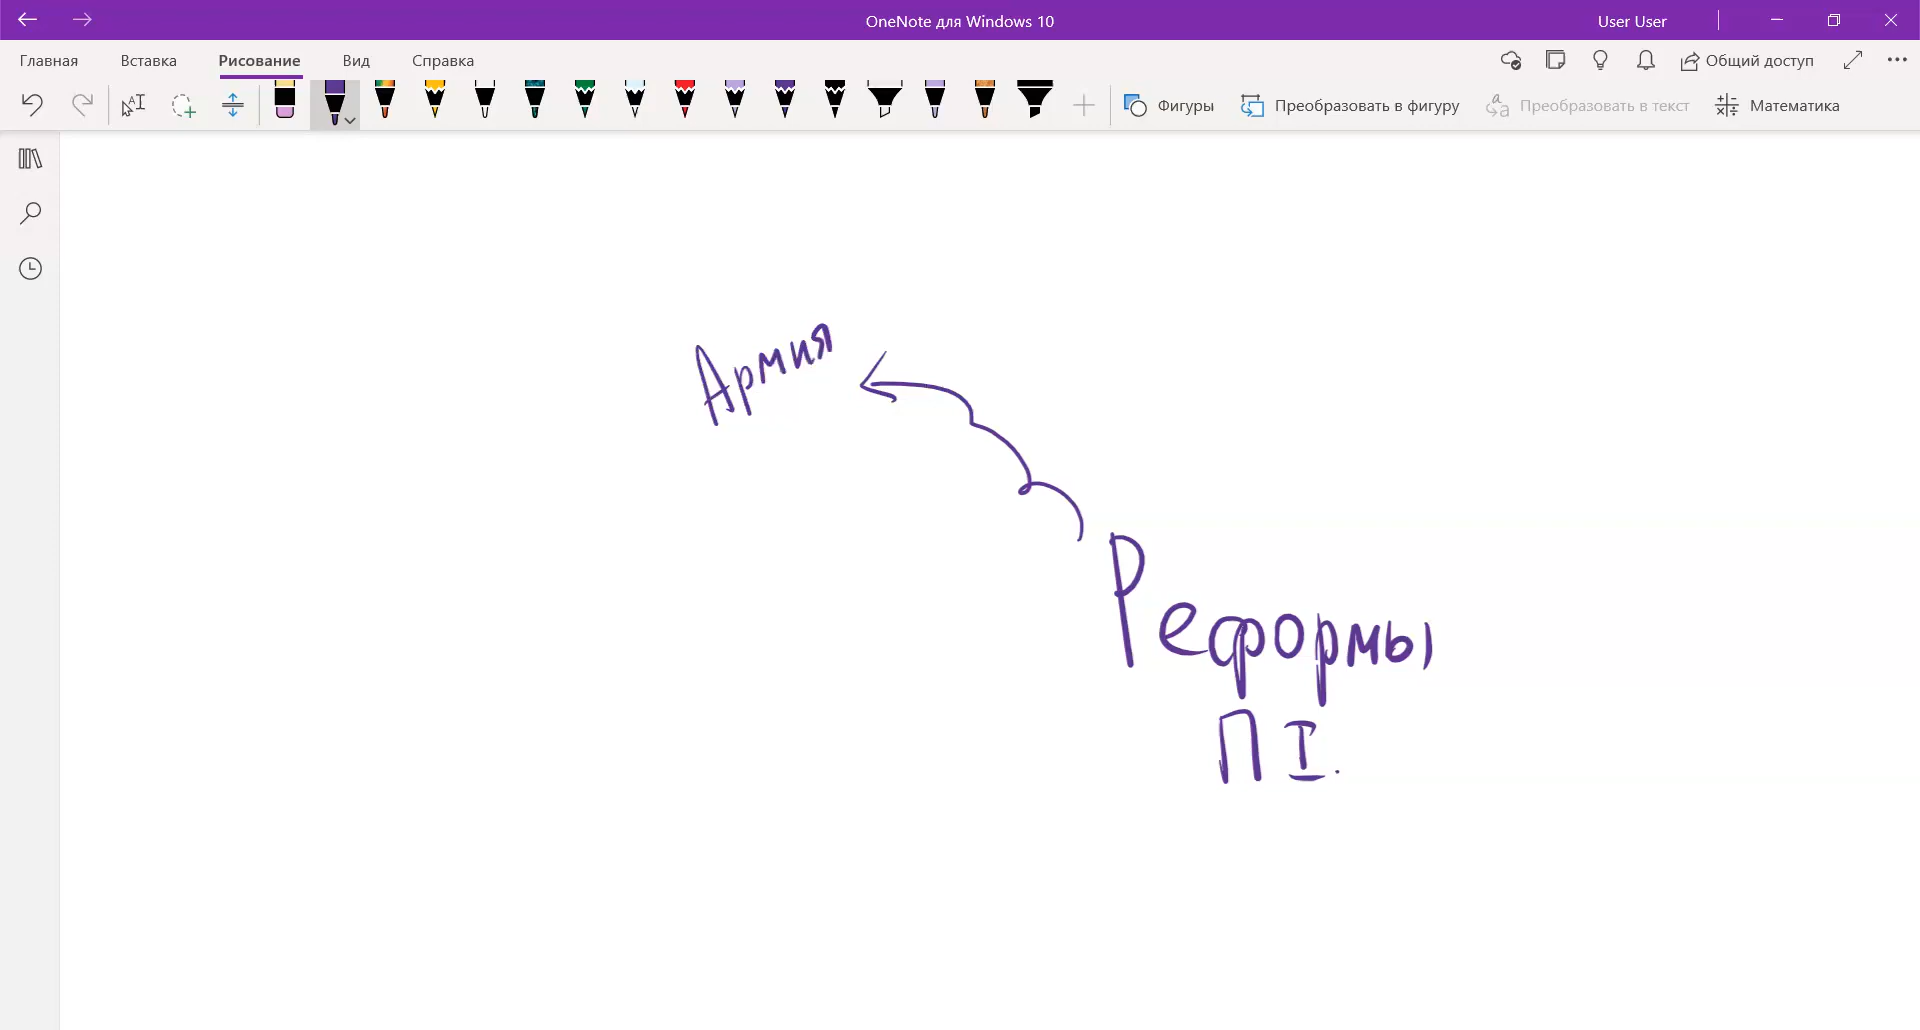 OneNote для Windows 10
User User
Главная Вставка Рисование Вид Справка
Общий доступ
Фигуры Преобразовать в фигуру Преобразовать в текст Математика
Армия
Реформы
П I.